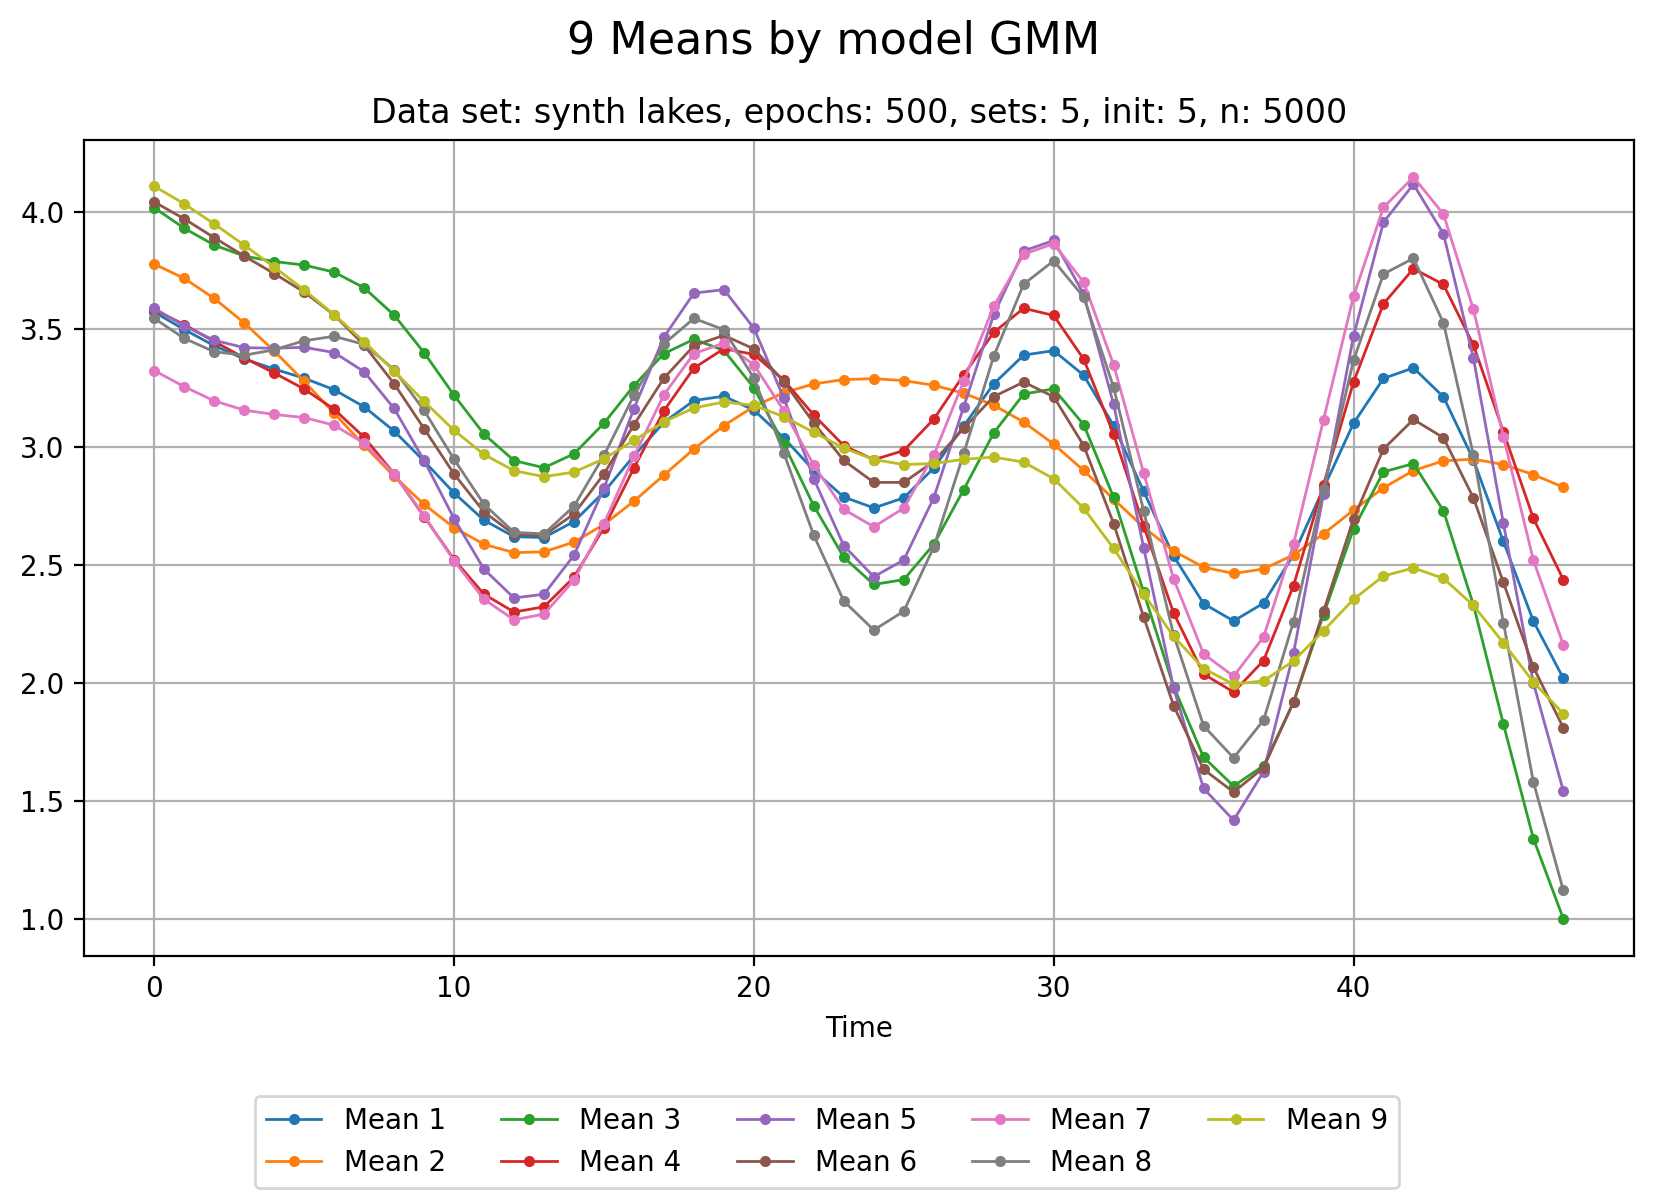 9 Means by model GMM
Data set: synth lakes, epochs: 500, sets: 5, init: 5, n: 5000
4.0
3.5
3.0
2.5
2.0
1.5
1.0
0 10 20 30 40
Time
Mean 1 Mean 3 Mean 5 Mean 7 Mean 9
Mean 2 Mean 4 Mean 6 Mean 8